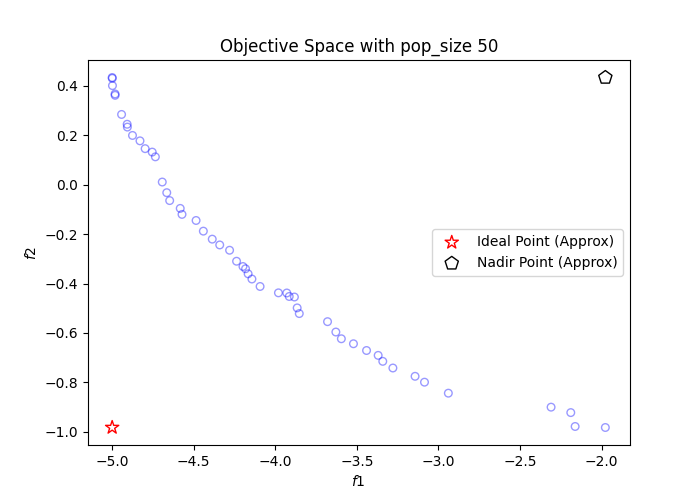 Objective Space with pop_size 50
0.4
0.2
0.0
−0.2
−0.4
−0.6
−0.8
−1.0
f2
Ideal Point (Approx)
Nadir Point (Approx)
−5.0 −4.5 −4.0 −3.5 −3.0 −2.5 −2.0
f1